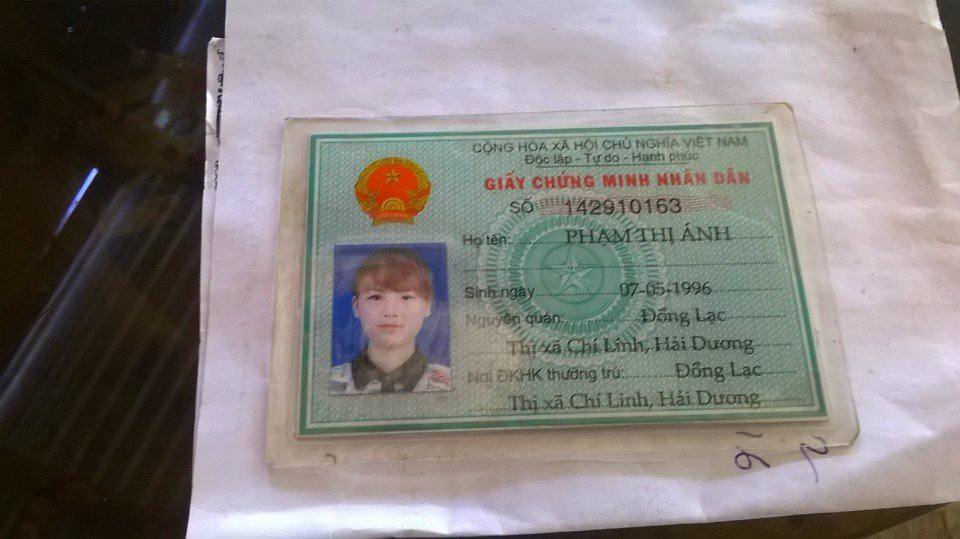 CỘNG HÒA XÃ HỘI CHỦ NGHĨA VIỆT NAM
Độc lập - Tự do - Hạnh phúc
GIẤY CHỨNG MINH NHÂN DÂN
SỐ 142910163
Họ tên: PHẠM THỊ ÁNH
Sinh ngày 07-05-1996
Nguyên quán: Đồng Lạc
Thị xã Chí Linh, Hải Dương
Nơi ĐKHK thường trú: Đồng Lạc
Thị xã Chí Linh, Hải Dương